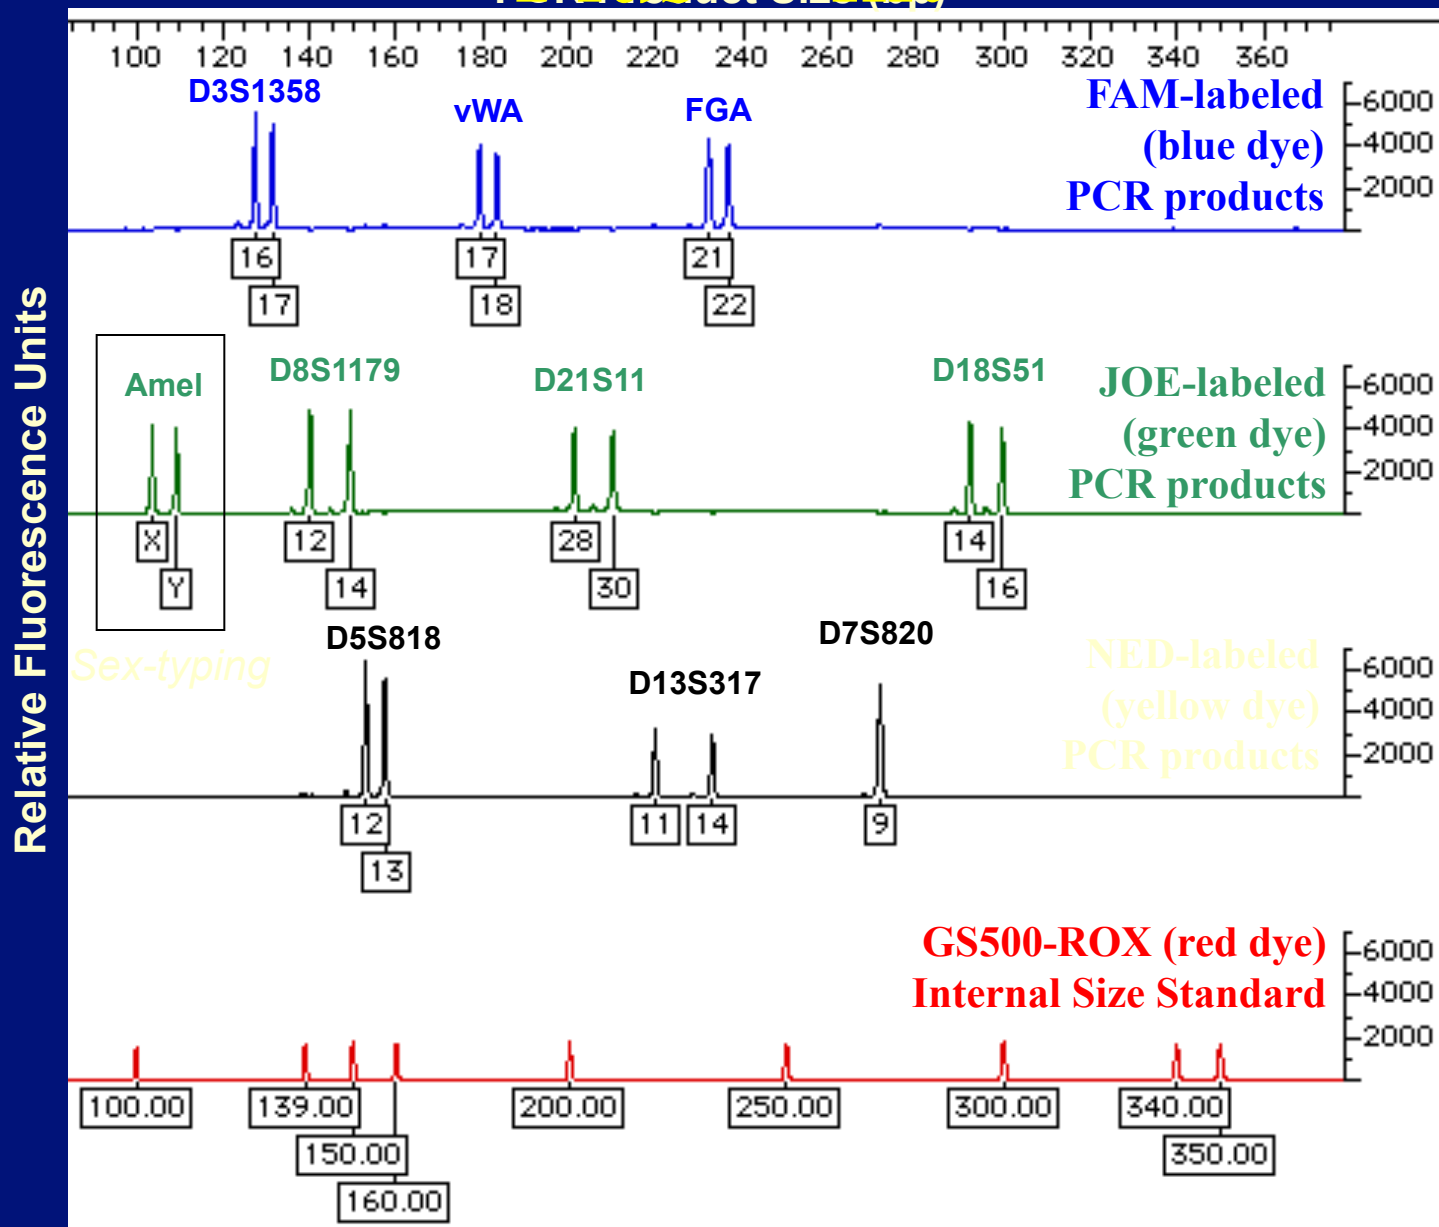 100 120 140 160 180 200 220 240 260 280 300 320 340 360
D3S1358
vWA
FGA
FAM-labeled
(blue dye)
PCR products
6000
4000
2000
16
17
17
18
21
22
Relative Fluorescence Units
Amel
D8S1179
D21S11
D18S51
JOE-labeled
(green dye)
PCR products
6000
4000
2000
X
Y
12
14
28
30
14
16
Sex-typing
D5S818
D13S317
D7S820
NED-labeled
(yellow dye)
PCR products
6000
4000
2000
12
13
11
14
9
GS500-ROX (red dye)
Internal Size Standard
6000
4000
2000
100.00
139.00
150.00
160.00
200.00
250.00
300.00
340.00
350.00